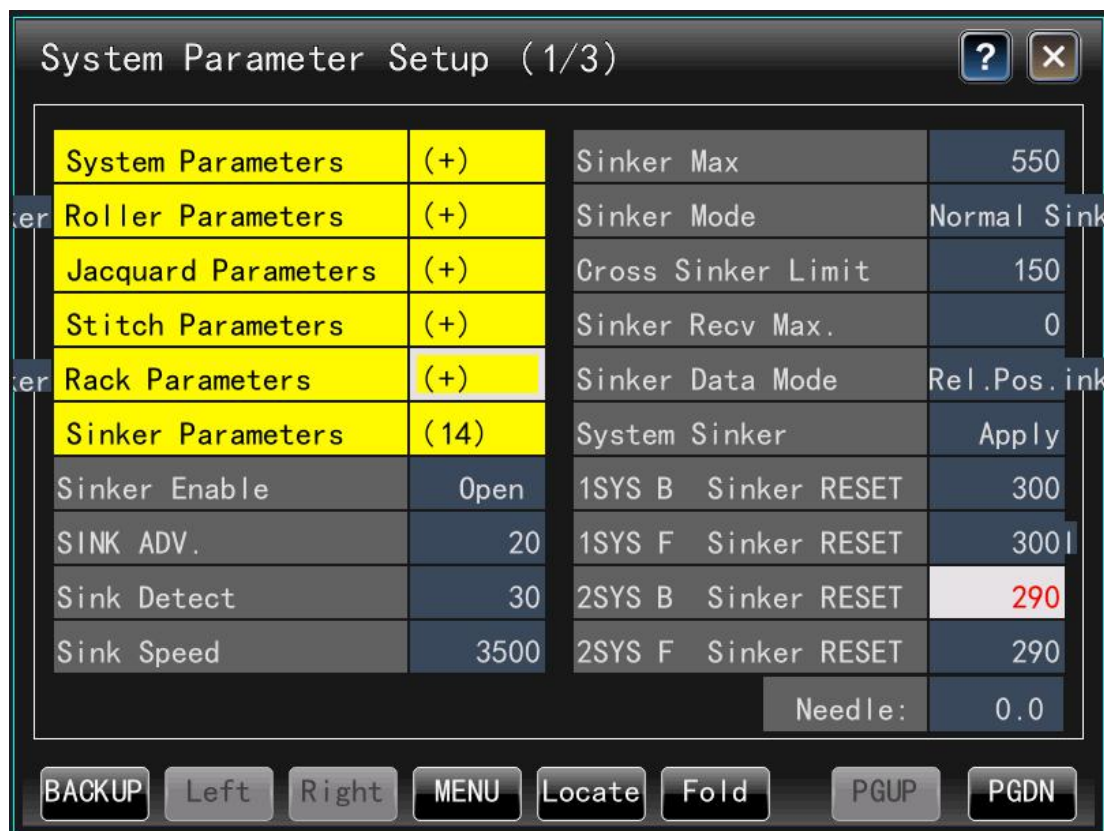 System Parameter Setup (1/3)
?
System Parameters (+)
ker Roller Parameters (+)
Jacquard Parameters (+)
Stitch Parameters (+)
ker Rack Parameters (+)
Sinker Parameters (14)
Sinker Enable Open
SINK ADV. 20
Sink Detect 30
Sink Speed 3500
Sinker Max 550
Sinker Mode Normal Sink
Cross Sinker Limit 150
Sinker Recv Max. 0
Sinker Data Mode Rel.Pos.ink
System Sinker Apply
1SYS B Sinker RESET 300
1SYS F Sinker RESET 300l
2SYS B Sinker RESET 290
2SYS F Sinker RESET 290
Needle: 0.0
BACKUP Left Right MENU Locate Fold PGUP PGDN